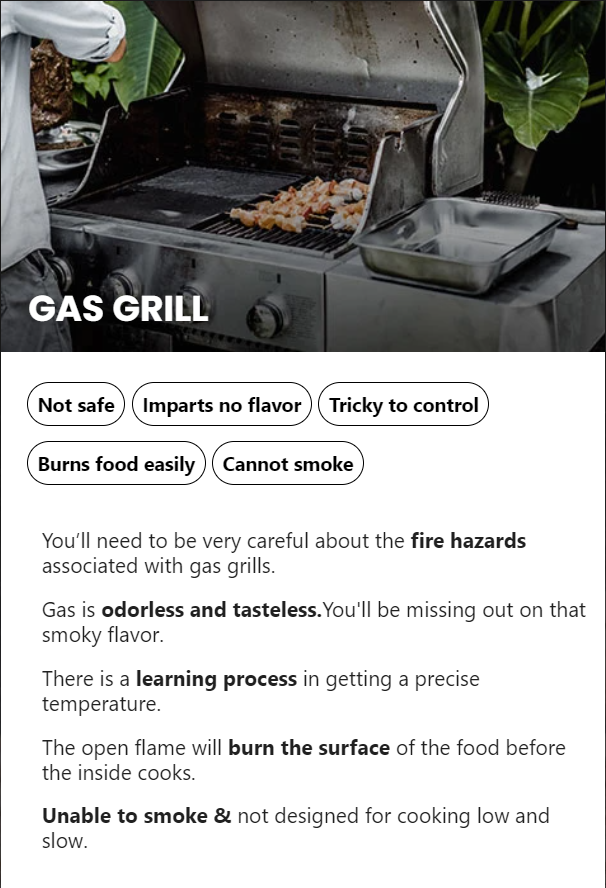 GAS GRILL
Not safe
Imparts no flavor
Tricky to control
Burns food easily
Cannot smoke
You’ll need to be very careful about the fire hazards
associated with gas grills.
Gas is odorless and tasteless.You'll be missing out on that
smoky flavor.
There is a learning process in getting a precise
temperature.
The open flame will burn the surface of the food before
the inside cooks.
Unable to smoke & not designed for cooking low and
slow.